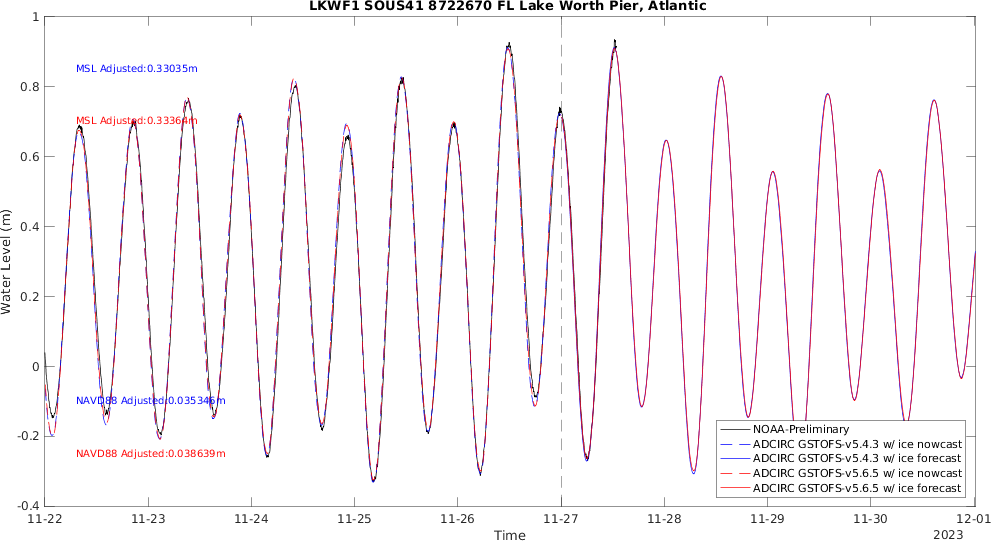 LKWF1 SOUS41 8722670 FL Lake Worth Pier, Atlantic
1
0.8
0.6
0.4
0.2
0
-0.2
-0.4
Water Level (m)
MSL Adjusted:0.33035m
MSL Adjusted:0.33364m
NAVD88 Adjusted:0.035346m
NAVD88 Adjusted:0.038639m
NOAA-Preliminary
ADCIRC GSTOFS-v5.4.3 w/ ice nowcast
ADCIRC GSTOFS-v5.4.3 w/ ice forecast
ADCIRC GSTOFS-v5.6.5 w/ ice nowcast
ADCIRC GSTOFS-v5.6.5 w/ ice forecast
11-22 11-23 11-24 11-25 11-26 11-27 11-28 11-29 11-30 12-01
Time
2023